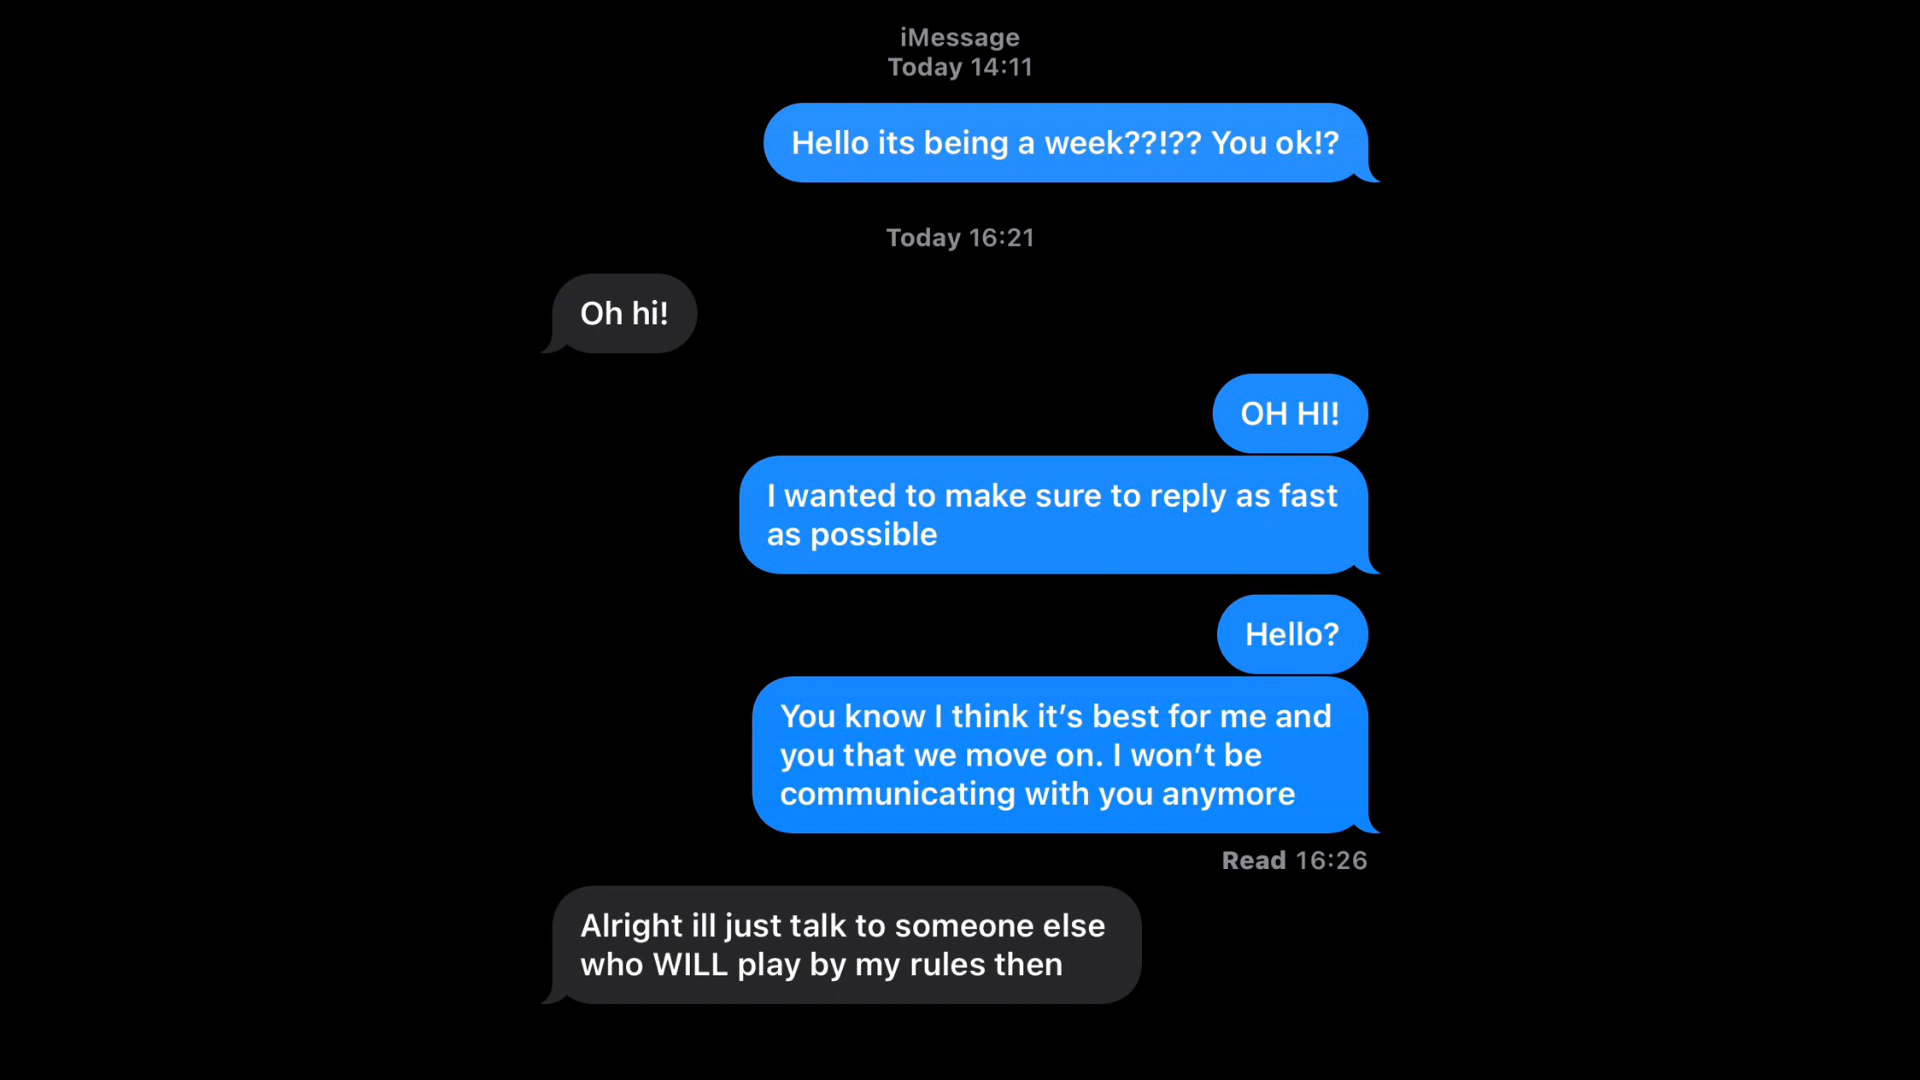 iMessage
Today 14:11
Hello its being a week??!?? You ok!?
Today 16:21
Oh hi!
OH HI!
I wanted to make sure to reply as fast
as possible
Hello?
You know I think it’s best for me and
you that we move on. I won’t be
communicating with you anymore
Read 16:26
Alright ill just talk to someone else
who WILL play by my rules then